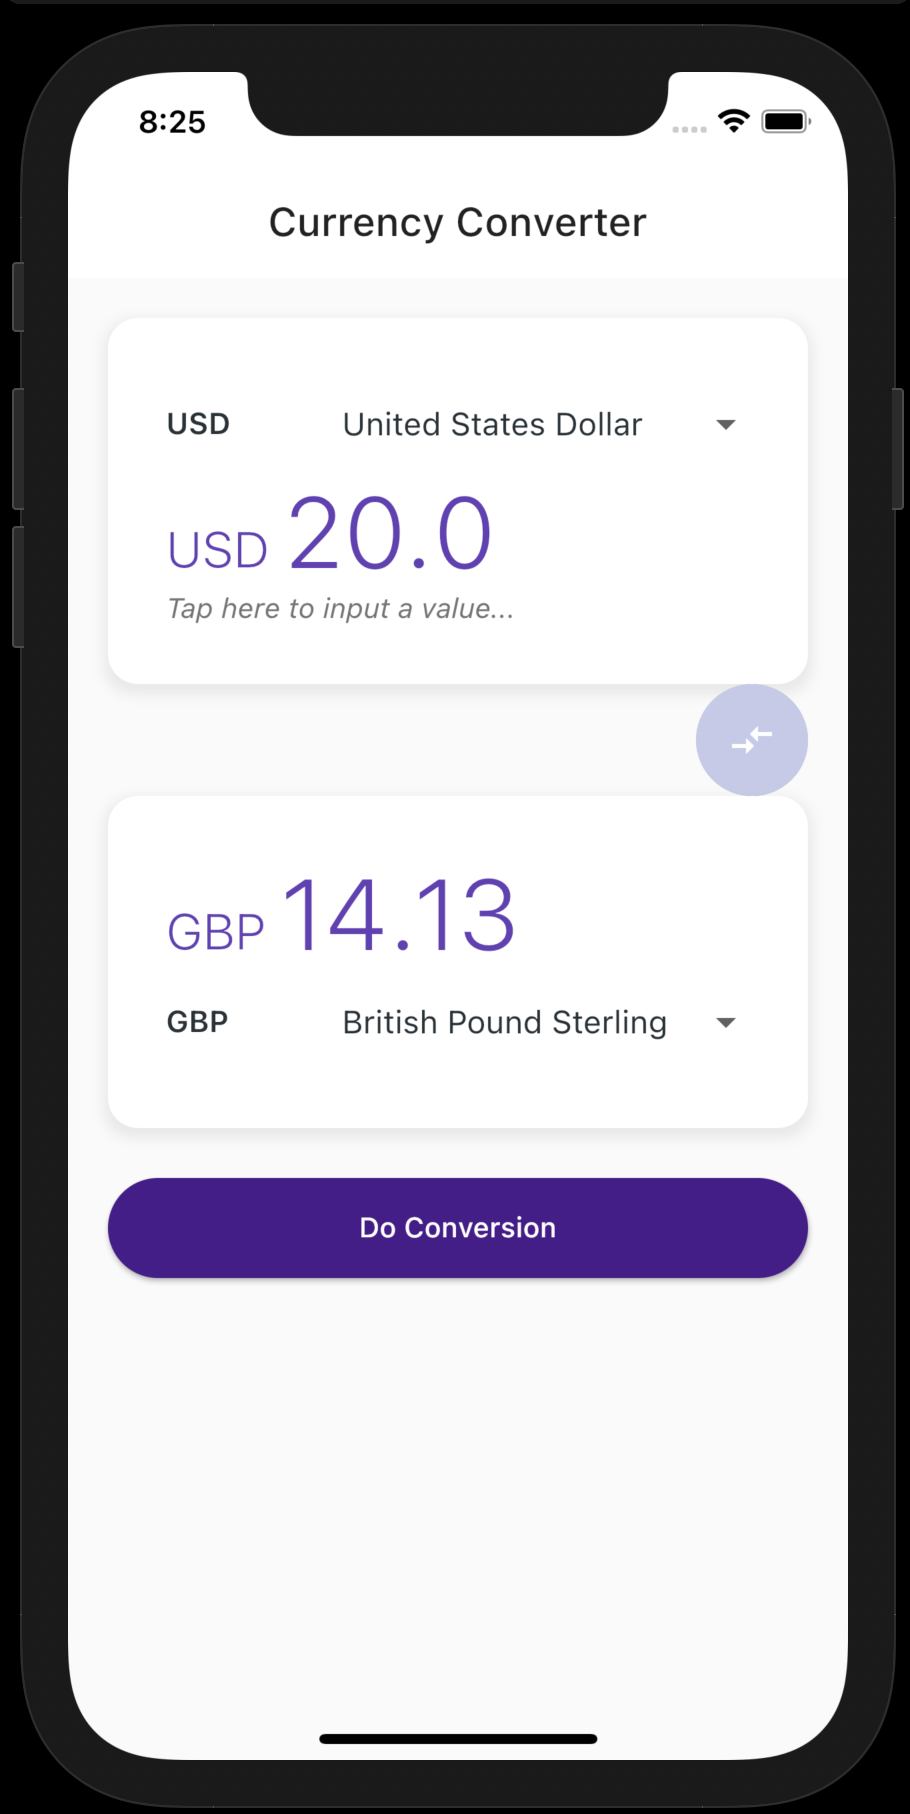 8:25
Currency Converter
USD United States Dollar
USD 20.0
Tap here to input a value...
GBP 14.13
GBP British Pound Sterling
Do Conversion